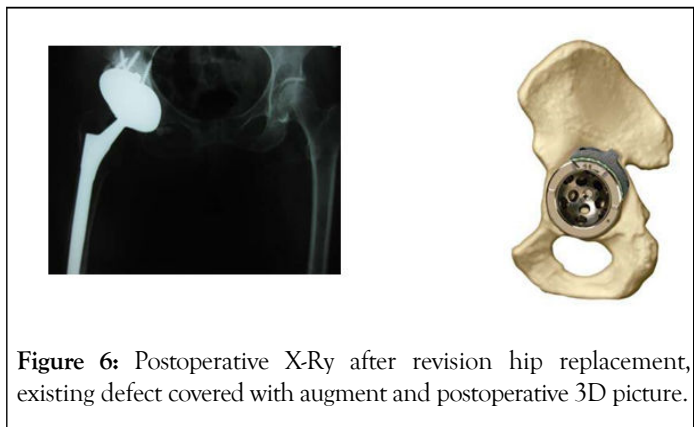 Figure 6: Postoperative X-Ry after revision hip replacement,
existing defect covered with augment and postoperative 3D picture.